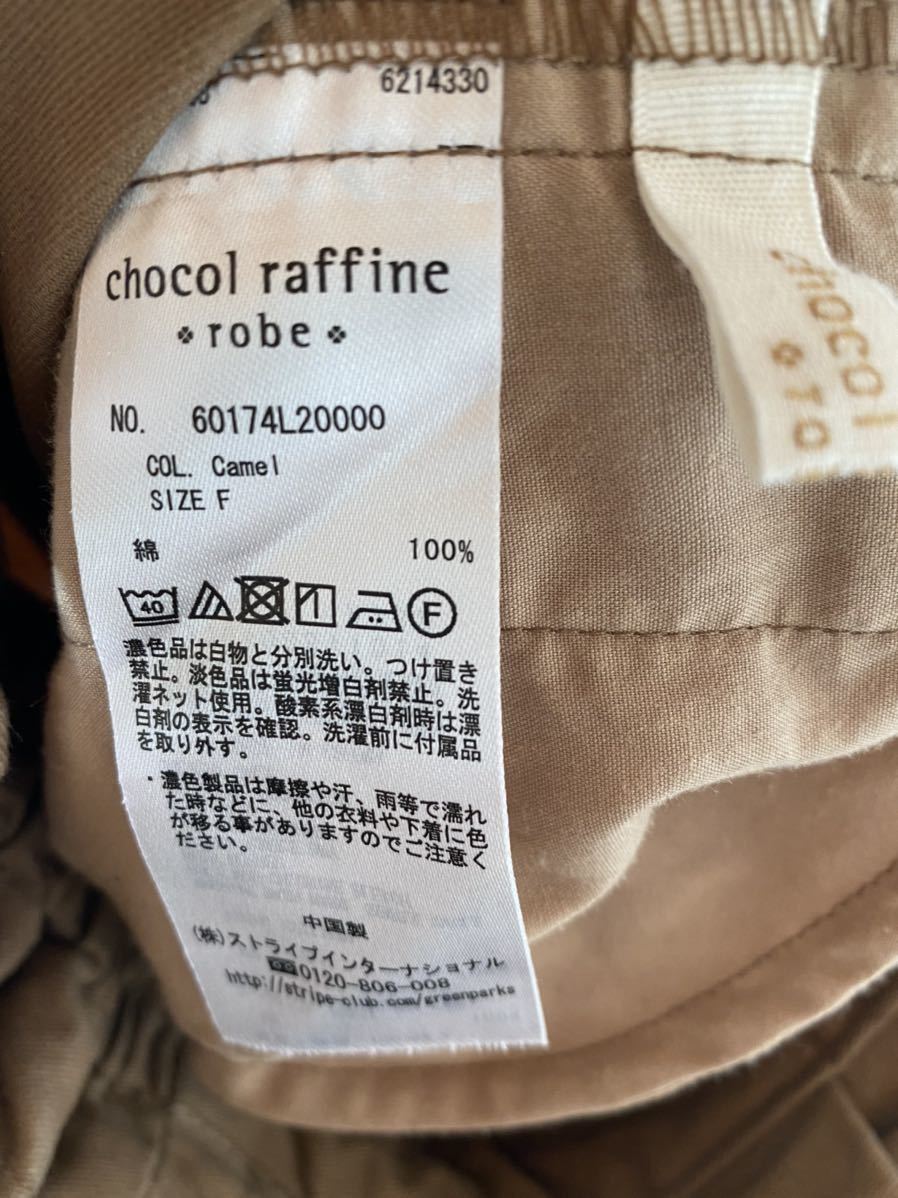 6214330
chocol raffine
robe
NO. 60174L20000
COL. Camel
SIZE F
綿 100%
40 F
濃色品は白物と分別洗い。つけ置き
禁止。淡色品は蛍光増白剤禁止。洗
濯ネット使用。酸素系漂白剤時は漂
白剤の表示を確認。洗濯前に付属品
を取り外す。
・濃色製品は摩擦や汗、雨等で濡れ
た時などに、他の衣料や下着に色
が移る事がありますのでご注意く
ださい。
中国製
(株)ストライプインターナショナル
0120-806-008
http://stripe-club.com/greenparks
chocol